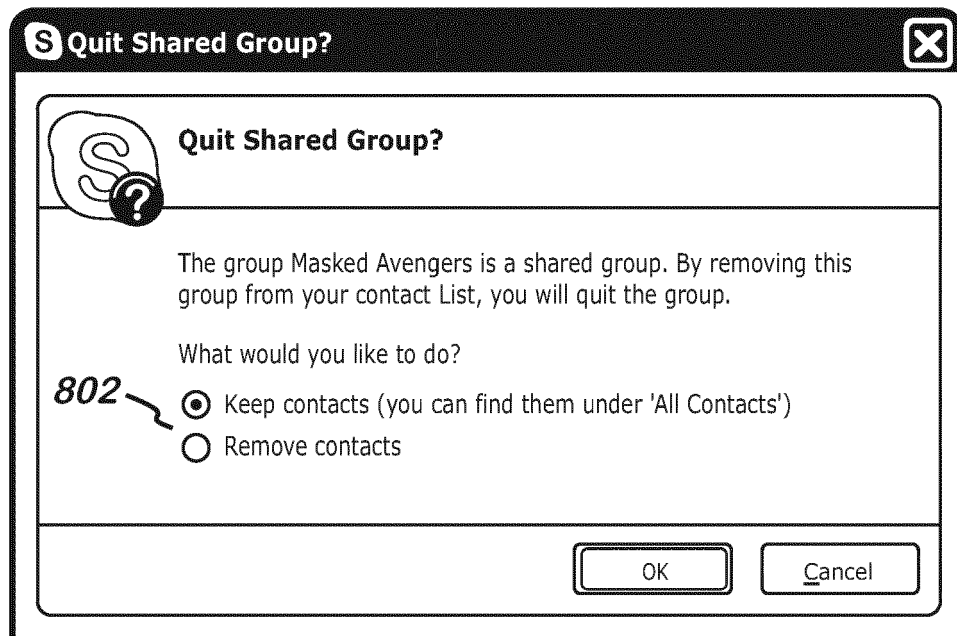 S Quit Shared Group?
S
?
Quit Shared Group?
The group Masked Avengers is a shared group. By removing this
group from your contact List, you will quit the group.
What would you like to do?
802
Keep contacts (you can find them under 'All Contacts')
Remove contacts
OK
Cancel